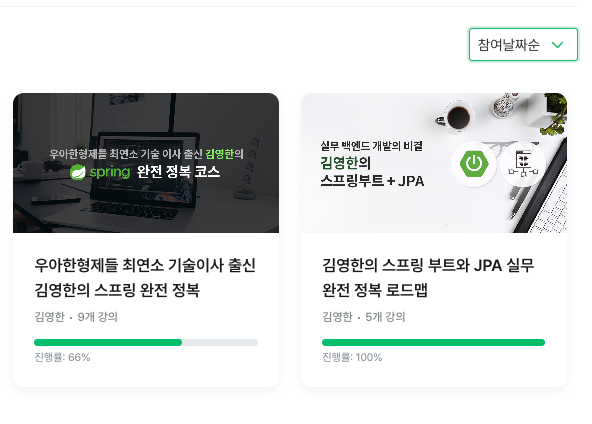 참여날짜순
우아한형제들 최연소 기술 이사 출신 김영한의
spring 완전 정복 코스
실무 백엔드 개발의 비결
김영한의
스프링부트 + JPA
우아한형제들 최연소 기술이사 출신
김영한의 스프링 완전 정복
김영한 • 9개 강의
진행률: 66%
김영한의 스프링 부트와 JPA 실무
완전 정복 로드맵
김영한 • 5개 강의
진행률: 100%